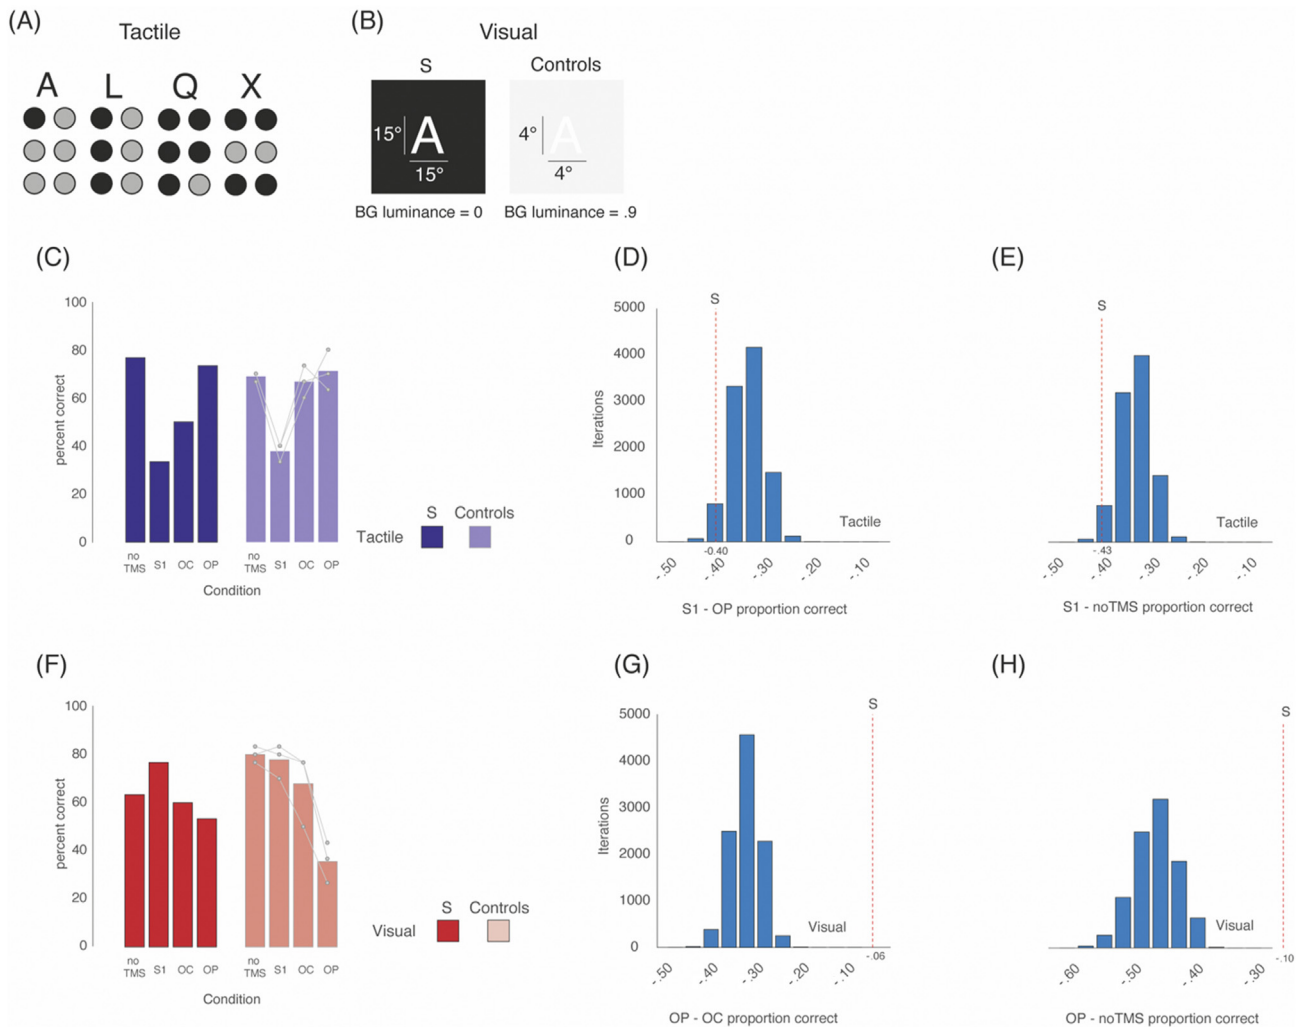 (A)
Tactile
A L Q X
(B)
Visual
S
Controls
15° A
15°
4° A
4°
BG luminance = 0
BG luminance = .9
(C)
100
80
60
40
20
0
percent correct
no TMS S1 OC OP
no TMS S1 OC OP
Condition
S Controls
Tactile
(D)
S
5000
4000
3000
2000
1000
0
Iterations
Tactile
-0.40
-.50 -.40 -.30 -.20 -.10
S1 - OP proportion correct
(E)
S
Tactile
-.43
-.50 -.40 -.30 -.20 -.10
S1 - noTMS proportion correct
(F)
100
80
60
40
20
0
percent correct
no TMS S1 OC OP
no TMS S1 OC OP
Condition
S Controls
Visual
(G)
S
5000
4000
3000
2000
1000
0
Iterations
Visual
-.06
-.50 -.40 -.30 -.20 -.10
OP - OC proportion correct
(H)
S
Visual
-.10
-.60 -.50 -.40 -.30
OP - noTMS proportion correct